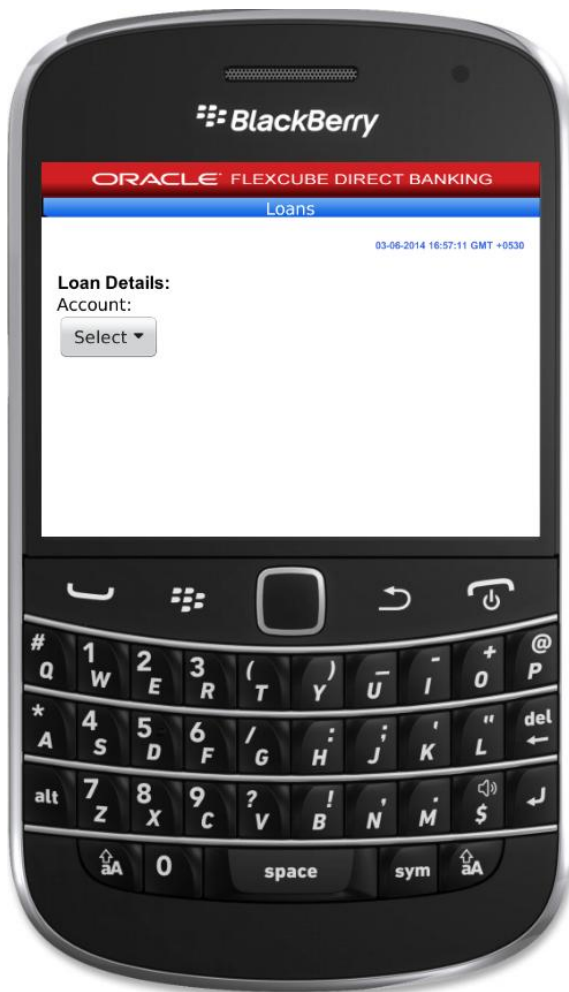 BlackBerry
ORACLE FLEXCUBE DIRECT BANKING
Loans
03-06-2014 16:57:11 GMT +0530
Loan Details:
Account:
Select
# 1 2 3 ( ) _ - + @
Q W E R T Y U I O P
* 4 5 6 / : ; ' " del
A S D F G H J K L
alt 7 8 9 ? ! , . $
Z X C V B N M
aA 0 space sym aA